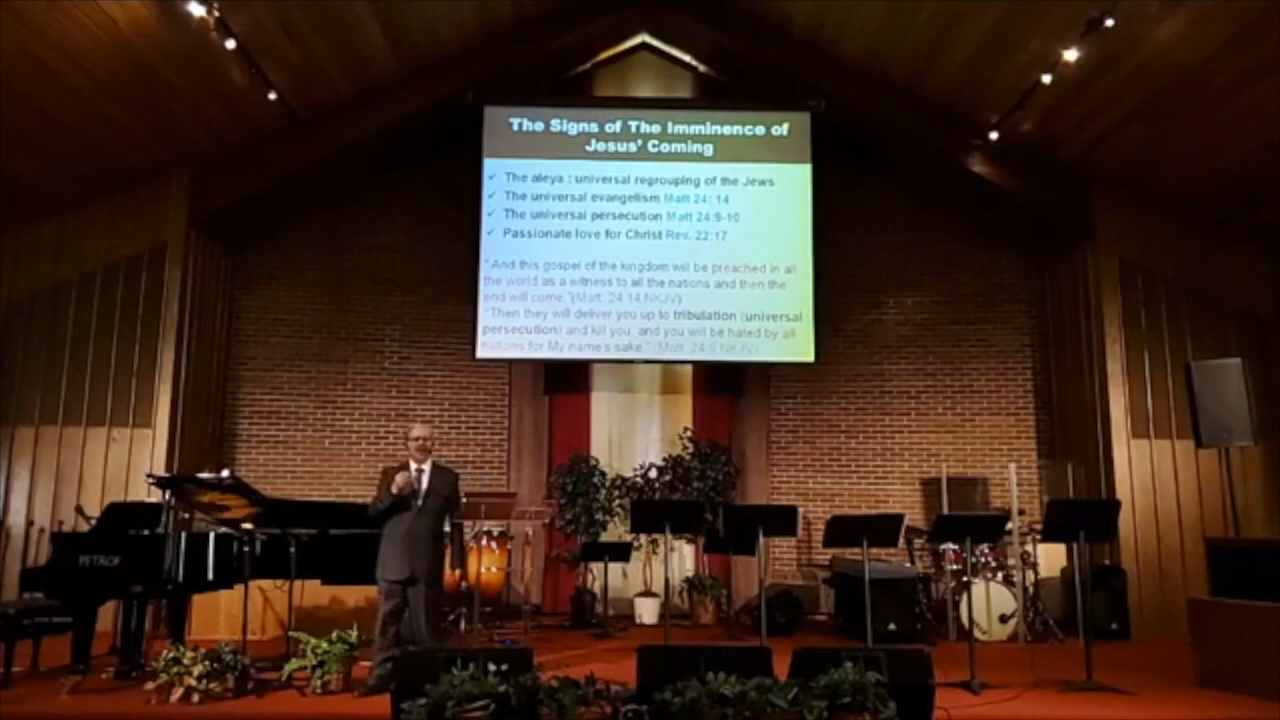 The Signs of The Imminence of
Jesus' Coming
✓ The aleya : universal regrouping of the Jews
✓ The universal evangelism Matt 24: 14
✓ The universal persecution Matt 24:9-10
✓ Passionate love for Christ Rev. 22:17
"And this gospel of the kingdom will be preached in all
the world as a witness to all the nations and then the
end will come."(Matt. 24:14 NKJV)
"Then they will deliver you up to tribulation (universal
persecution) and kill you, and you will be hated by all
nations for My name's sake." (Matt. 24:9 NKJV)
PETROF